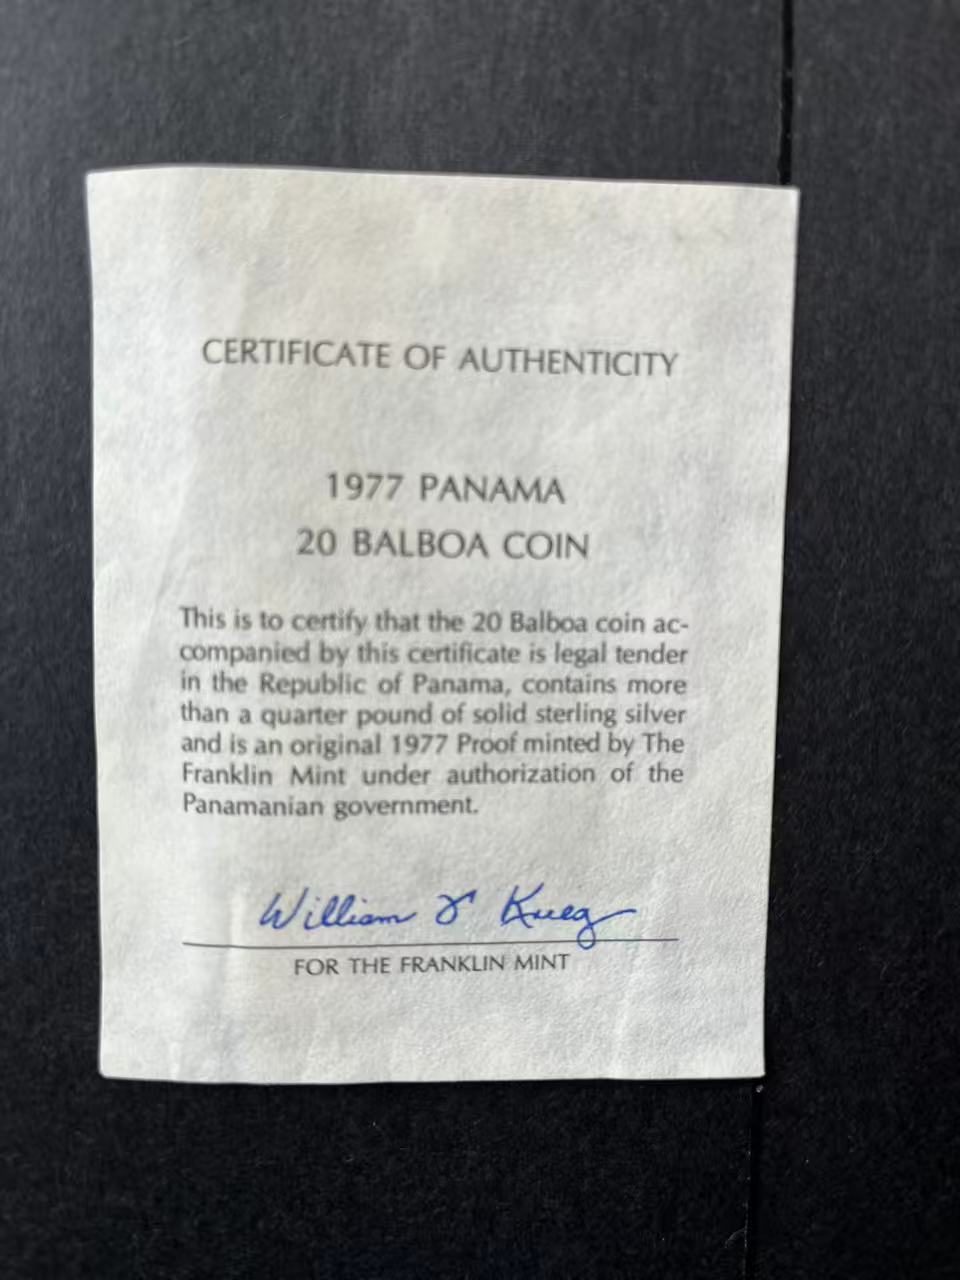 CERTIFICATE OF AUTHENTICITY
1977 PANAMA
20 BALBOA COIN
This is to certify that the 20 Balboa coin ac-
companied by this certificate is legal tender
in the Republic of Panama, contains more
than a quarter pound of solid sterling silver
and is an original 1977 Proof minted by The
Franklin Mint under authorization of the
Panamanian government.
William Krieg
FOR THE FRANKLIN MINT